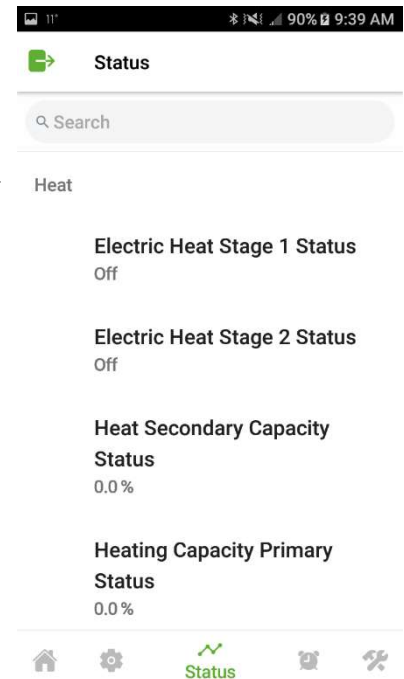 11° 90% 9:39 AM
Status
Search
Heat
Electric Heat Stage 1 Status
Off
Electric Heat Stage 2 Status
Off
Heat Secondary Capacity
Status
0.0 %
Heating Capacity Primary
Status
0.0 %
Status